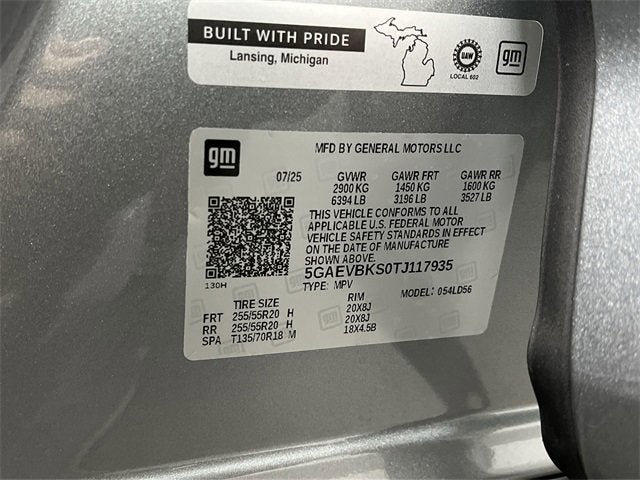 BUILT WITH PRIDE
Lansing, Michigan
UAW
LOCAL 602
gm
gm
MFD BY GENERAL MOTORS LLC
07/25 GVWR GAWR FRT GAWR RR
2900 KG 1450 KG 1600 KG
6394 LB 3196 LB 3527 LB
THIS VEHICLE CONFORMS TO ALL
APPLICABLE U.S. FEDERAL MOTOR
VEHICLE SAFETY STANDARDS IN EFFECT
ON THE DATE OF MANUFACTURE
SHOWN ABOVE.
5GAEVBKS0TJ117935
130H
TYPE: MPV MODEL: 054LD56
TIRE SIZE RIM
FRT 255/55R20 H 20X8J
RR 255/55R20 H 20X8J
SPA T135/70R18 M 18X4.5B